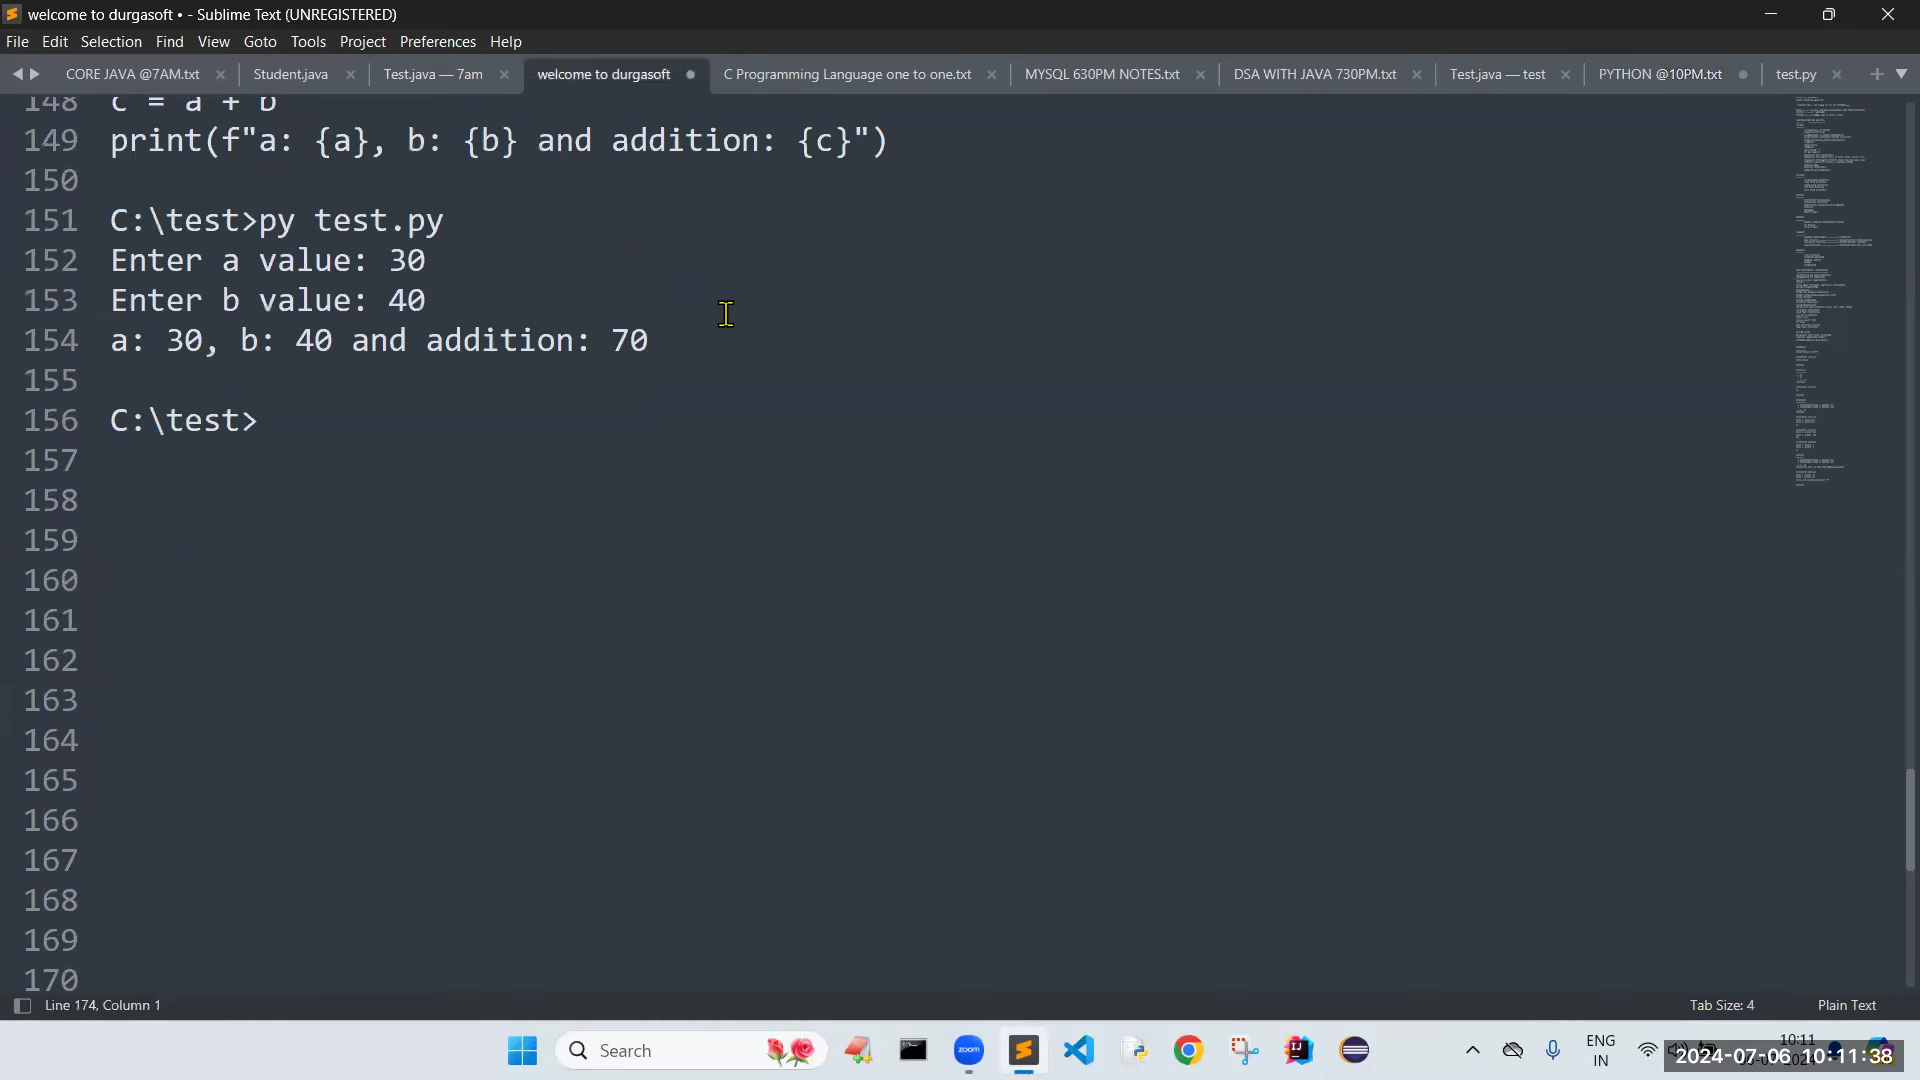 welcome to durgasoft • - Sublime Text (UNREGISTERED)
File Edit Selection Find View Goto Tools Project Preferences Help
CORE JAVA @7AM.txt Student.java Test.java — 7am welcome to durgasoft C Programming Language one to one.txt MYSQL 630PM NOTES.txt DSA WITH JAVA 730PM.txt Test.java — test PYTHON @10PM.txt test.py
148 c = a + b
149 print(f"a: {a}, b: {b} and addition: {c}")
150
151 C:\test>py test.py
152 Enter a value: 30
153 Enter b value: 40
154 a: 30, b: 40 and addition: 70
155
156 C:\test>
157
158
159
160
161
162
163
164
165
166
167
168
169
170
Line 174, Column 1 Tab Size: 4 Plain Text
Search zoom ENG 10:11
IN 2024-07-06 10:11:38